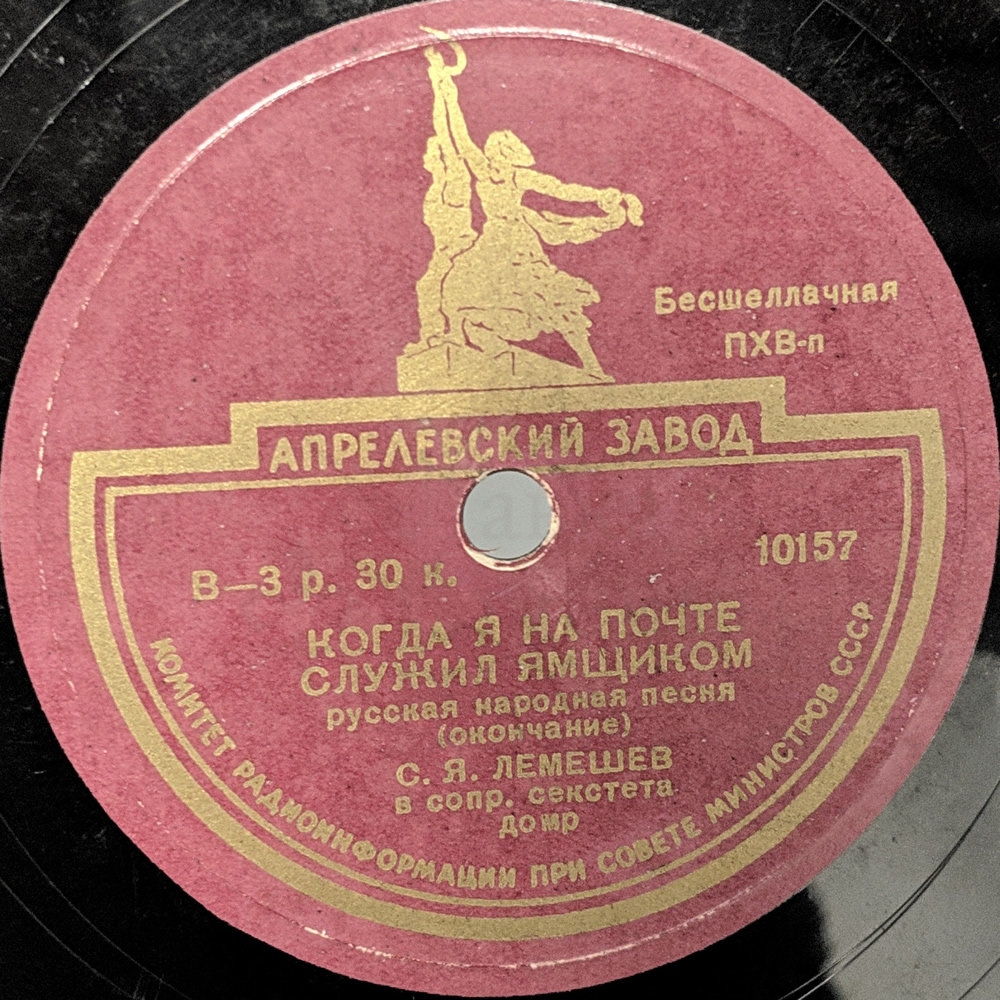 Бесшеллачная
ПХВ-п
АПРЕЛЕВСКИЙ ЗАВОД
В—3 р. 30 к.
10157
КОГДА Я НА ПОЧТЕ
СЛУЖИЛ ЯМЩИКОМ
русская народная песня
(окончание)
С. Я. ЛЕМЕШЕВ
в сопр. секстета
домр
КОМИТЕТ РАДИОИНФОРМАЦИИ ПРИ СОВЕТЕ МИНИСТРОВ СССР